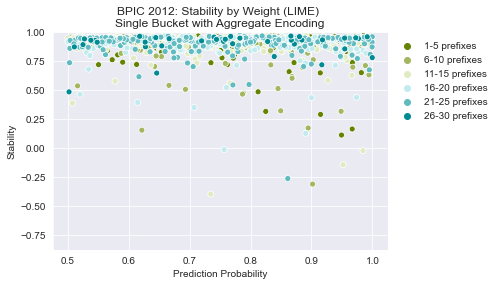 BPIC 2012: Stability by Weight (LIME)
Single Bucket with Aggregate Encoding
1.00
0.75
0.50
0.25
0.00
-0.25
-0.50
-0.75
Stability
0.5 0.6 0.7 0.8 0.9 1.0
Prediction Probability
1-5 prefixes
6-10 prefixes
11-15 prefixes
16-20 prefixes
21-25 prefixes
26-30 prefixes